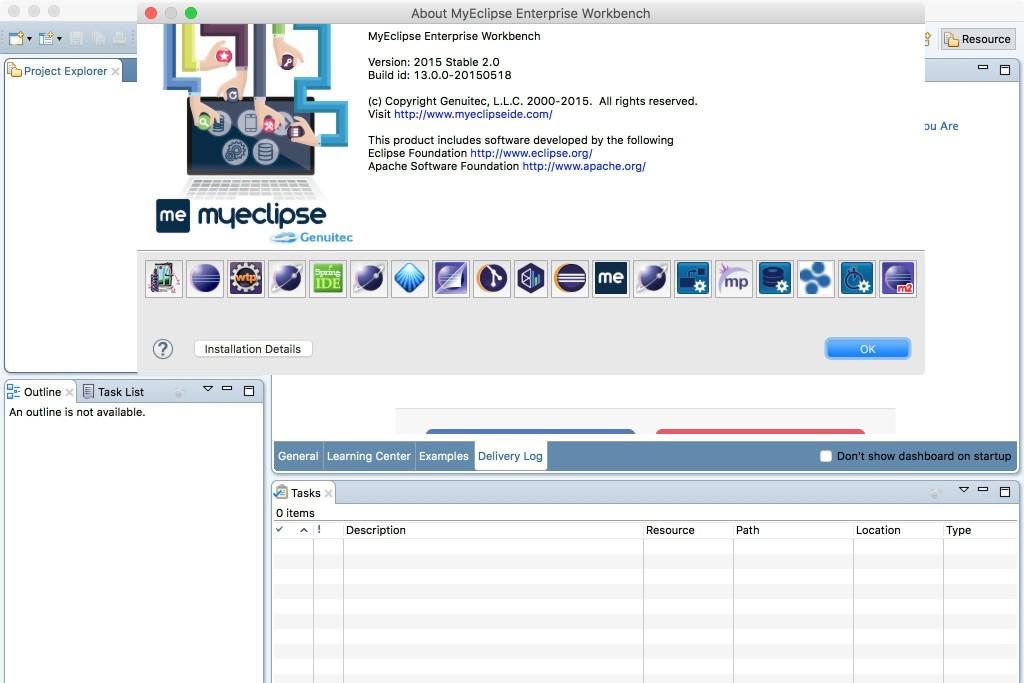 About MyEclipse Enterprise Workbench
MyEclipse Enterprise Workbench
Version: 2015 Stable 2.0
Build id: 13.0.0-20150518
(c) Copyright Genuitec, L.L.C. 2000-2015.  All rights reserved.
Visit http://www.myeclipseide.com/
This product includes software developed by the following
Eclipse Foundation http://www.eclipse.org/
Apache Software Foundation http://www.apache.org/
me myeclipse
Genuitec
wtp
Spring IDE
me
mp
m2
Installation Details
OK
Resource
Project Explorer
ou Are
Outline
Task List
An outline is not available.
General
Learning Center
Examples
Delivery Log
Don't show dashboard on startup
Tasks
0 items
! Description Resource Path Location Type